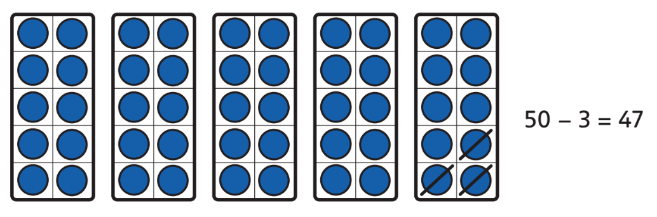 50 – 3 = 47